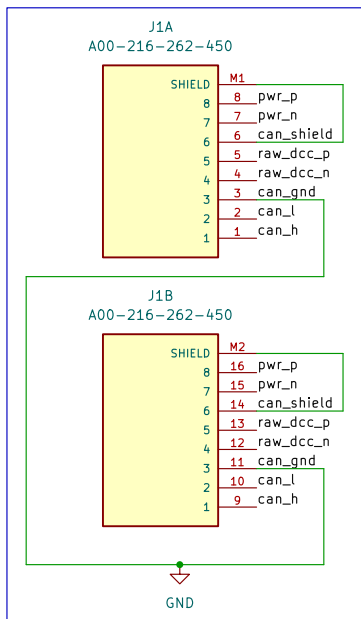 J1A
A00-216-262-450
SHIELD M1
8 8 pwr_p
7 7 pwr_n
6 6 can_shield
5 5 raw_dcc_p
4 4 raw_dcc_n
3 3 can_gnd
2 2 can_l
1 1 can_h
J1B
A00-216-262-450
SHIELD M2
8 16 pwr_p
7 15 pwr_n
6 14 can_shield
5 13 raw_dcc_p
4 12 raw_dcc_n
3 11 can_gnd
2 10 can_l
1 9 can_h
GND